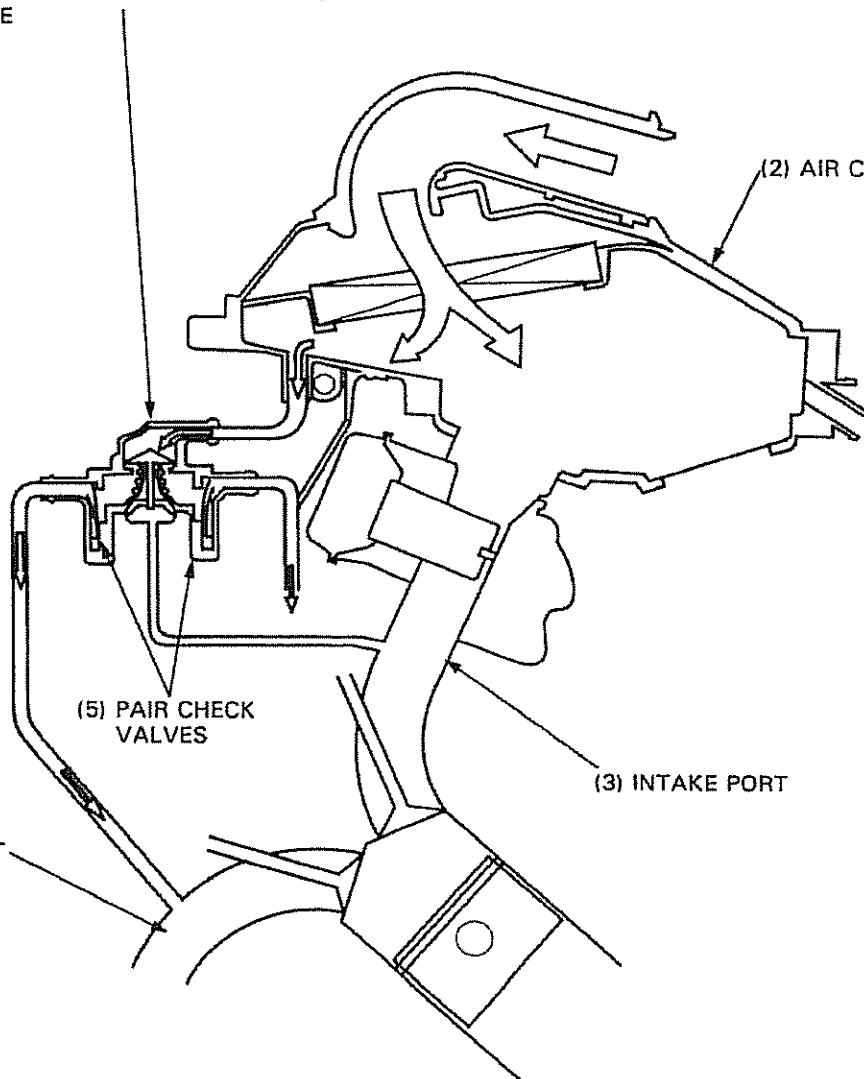 E
(2) AIR C
(5) PAIR CHECK
VALVES
(3) INTAKE PORT